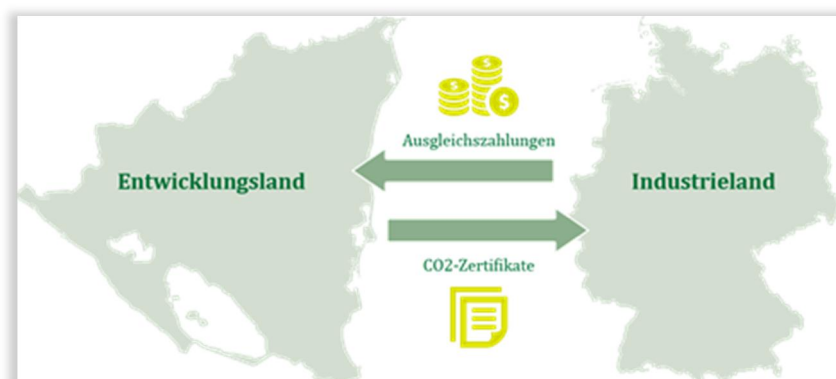 Ausgleichszahlungen
Entwicklungsland
Industrieland
CO2-Zertifikate